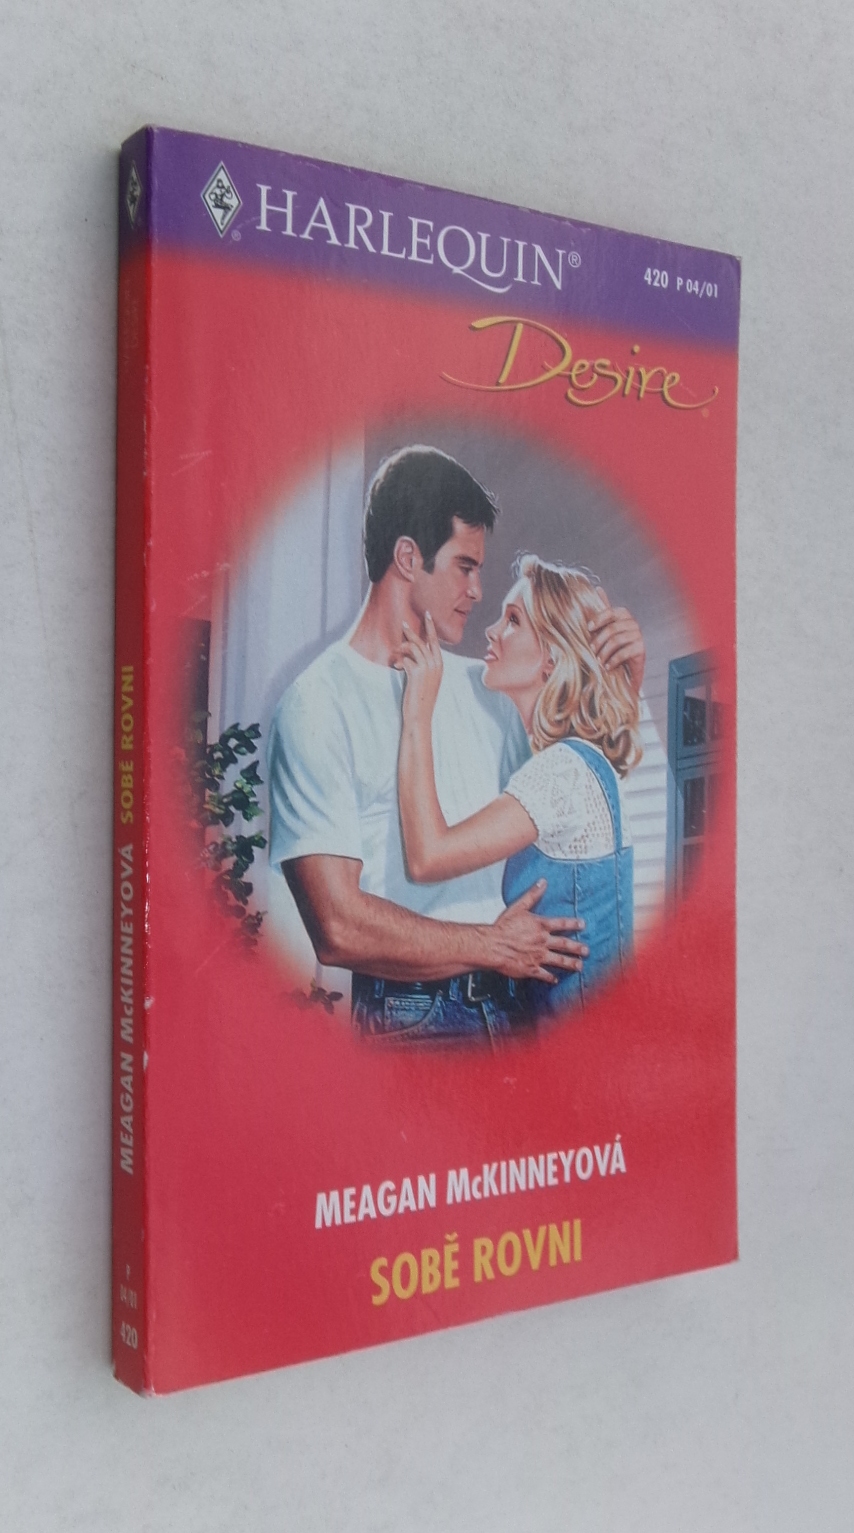 HARLEQUIN®
420 P 04/01
Desire
MEAGAN McKINNEYOVÁ
SOBĚ ROVNI
MEAGAN McKINNEYOVÁ SOBĚ ROVNI
P
04/01
420